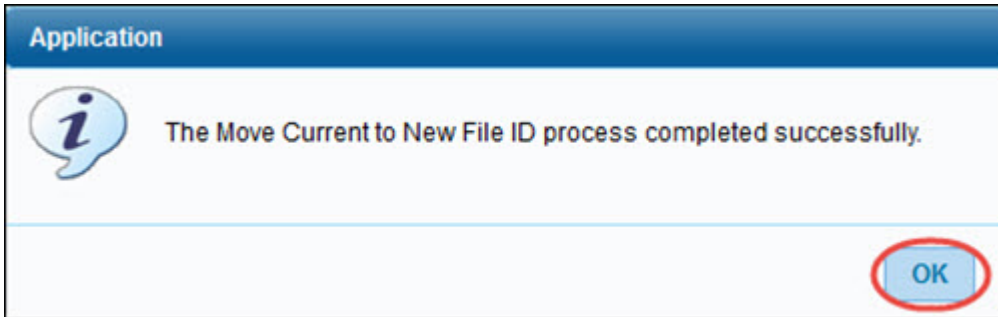 Application
The Move Current to New File ID process completed successfully.
OK